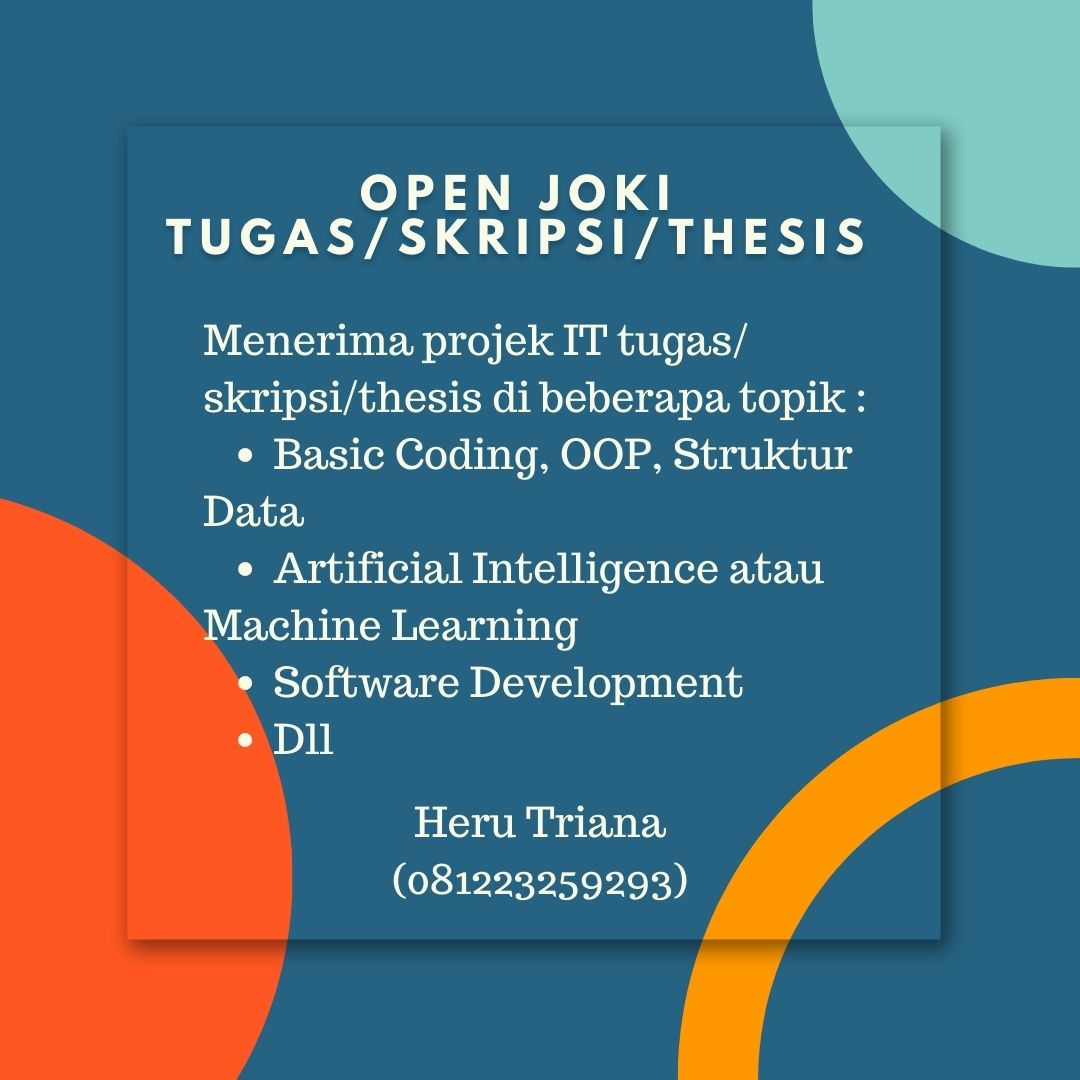 OPEN JOKI
TUGAS/SKRIPSI/THESIS
Menerima projek IT tugas/
skripsi/thesis di beberapa topik :
• Basic Coding, OOP, Struktur
Data
• Artificial Intelligence atau
Machine Learning
• Software Development
• Dll
Heru Triana
(081223259293)